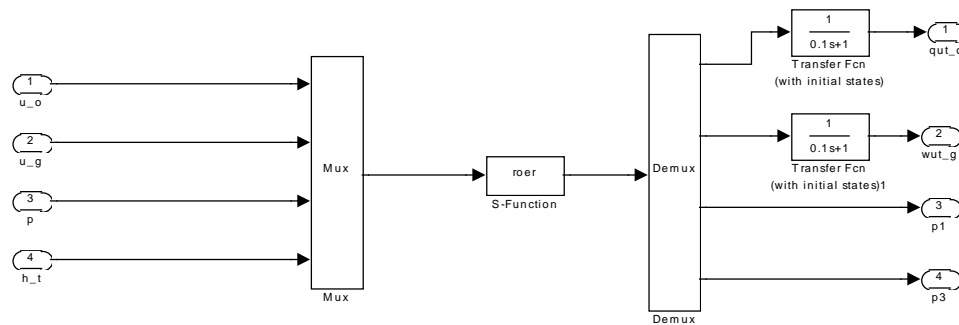 1
u_o
2
u_g
3
p
4
h_t
Mux
Mux
roer
S-Function
Demux
Demux
1
0.1s+1
Transfer Fcn
(with initial states)
1
0.1s+1
Transfer Fcn
(with initial states)1
1
2
wut_g
3
p1
4
p3